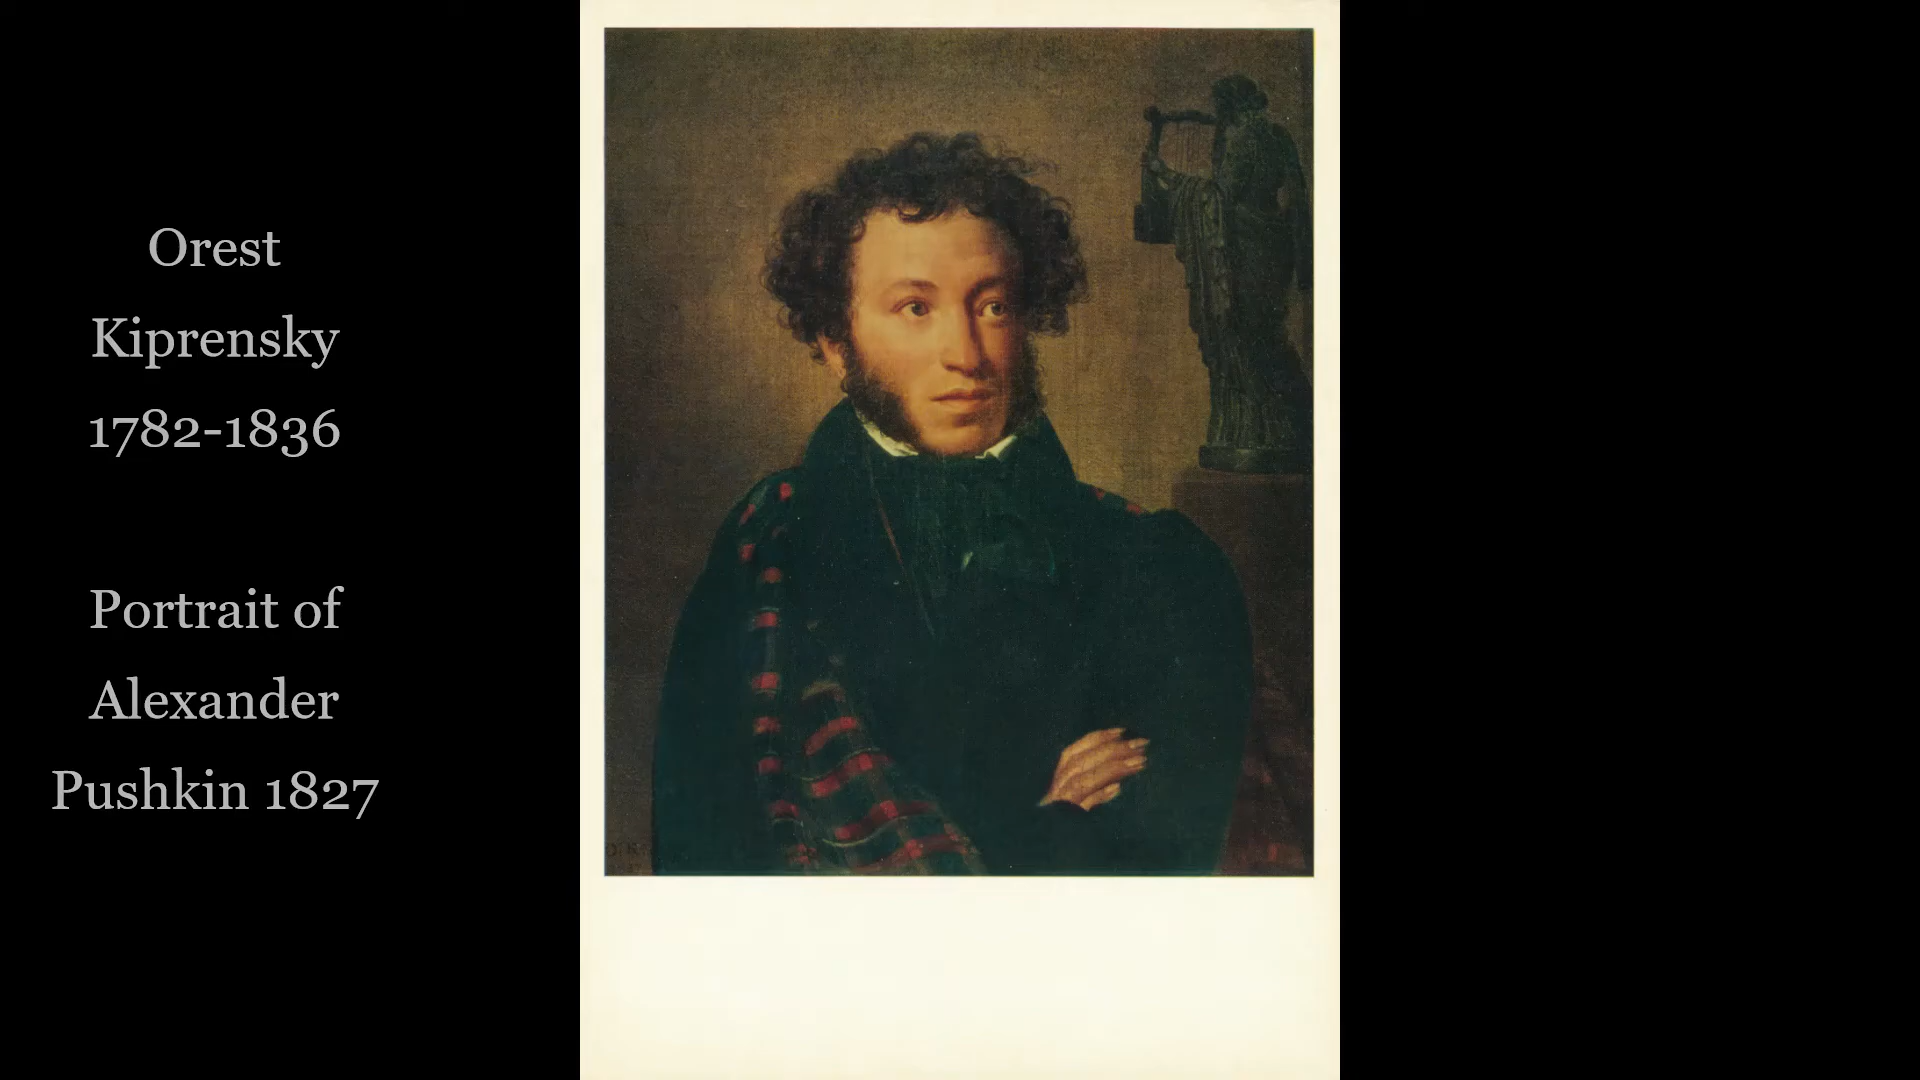 Orest
Kiprensky
1782-1836
Portrait of
Alexander
Pushkin 1827